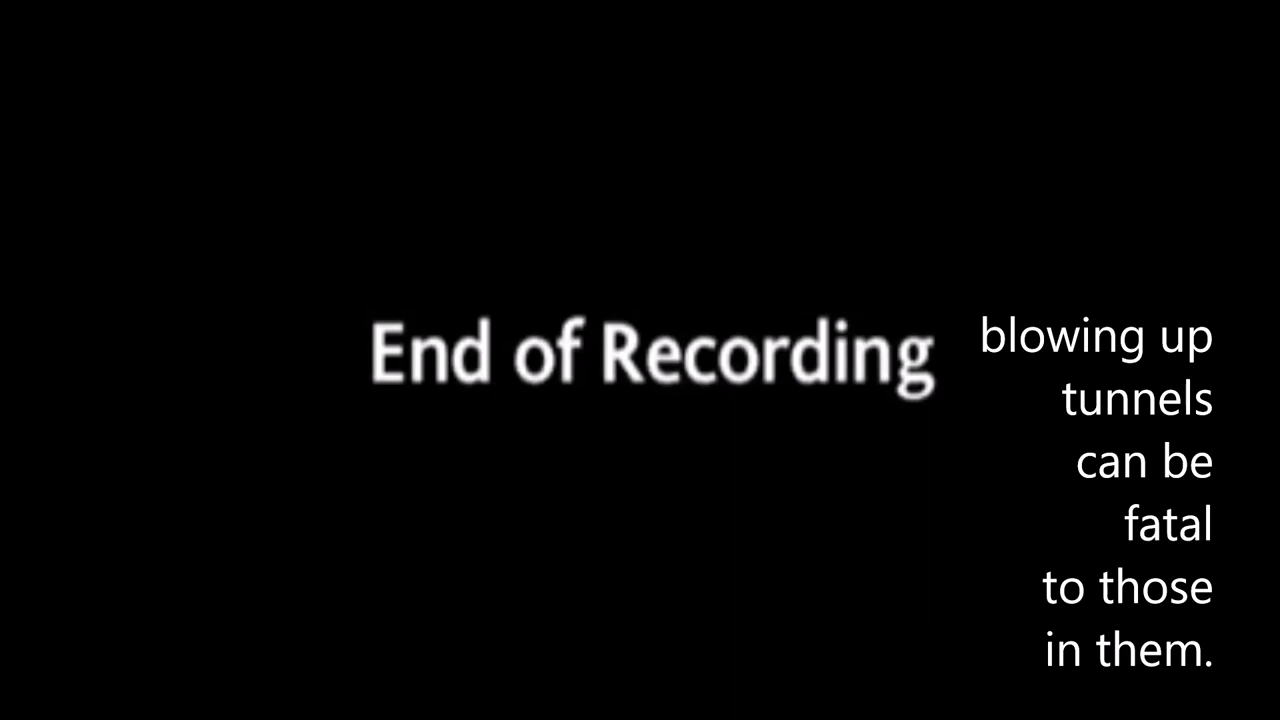 End of Recording
blowing up
tunnels
can be
fatal
to those
in them.